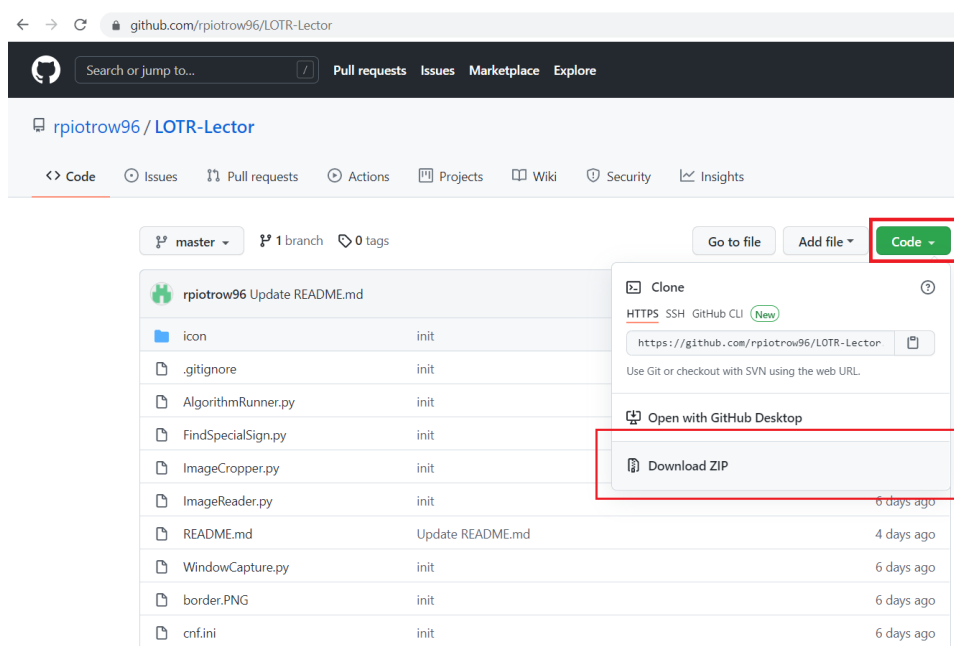 github.com/rpiotrow96/LOTR-Lector
Search or jump to... / Pull requests Issues Marketplace Explore
rpiotrow96 / LOTR-Lector
<> Code Issues Pull requests Actions Projects Wiki Security Insights
master 1 branch 0 tags Go to file Add file Code
rpiotrow96 Update README.md
Clone
HTTPS SSH GitHub CLI New
https://github.com/rpiotrow96/LOTR-Lector
Use Git or checkout with SVN using the web URL.
Open with GitHub Desktop
Download ZIP
icon init
.gitignore init
AlgorithmRunner.py init
FindSpecialSign.py init
ImageCropper.py init
ImageReader.py init 6 days ago
README.md Update README.md 4 days ago
WindowCapture.py init 6 days ago
border.PNG init 6 days ago
cnf.ini init 6 days ago